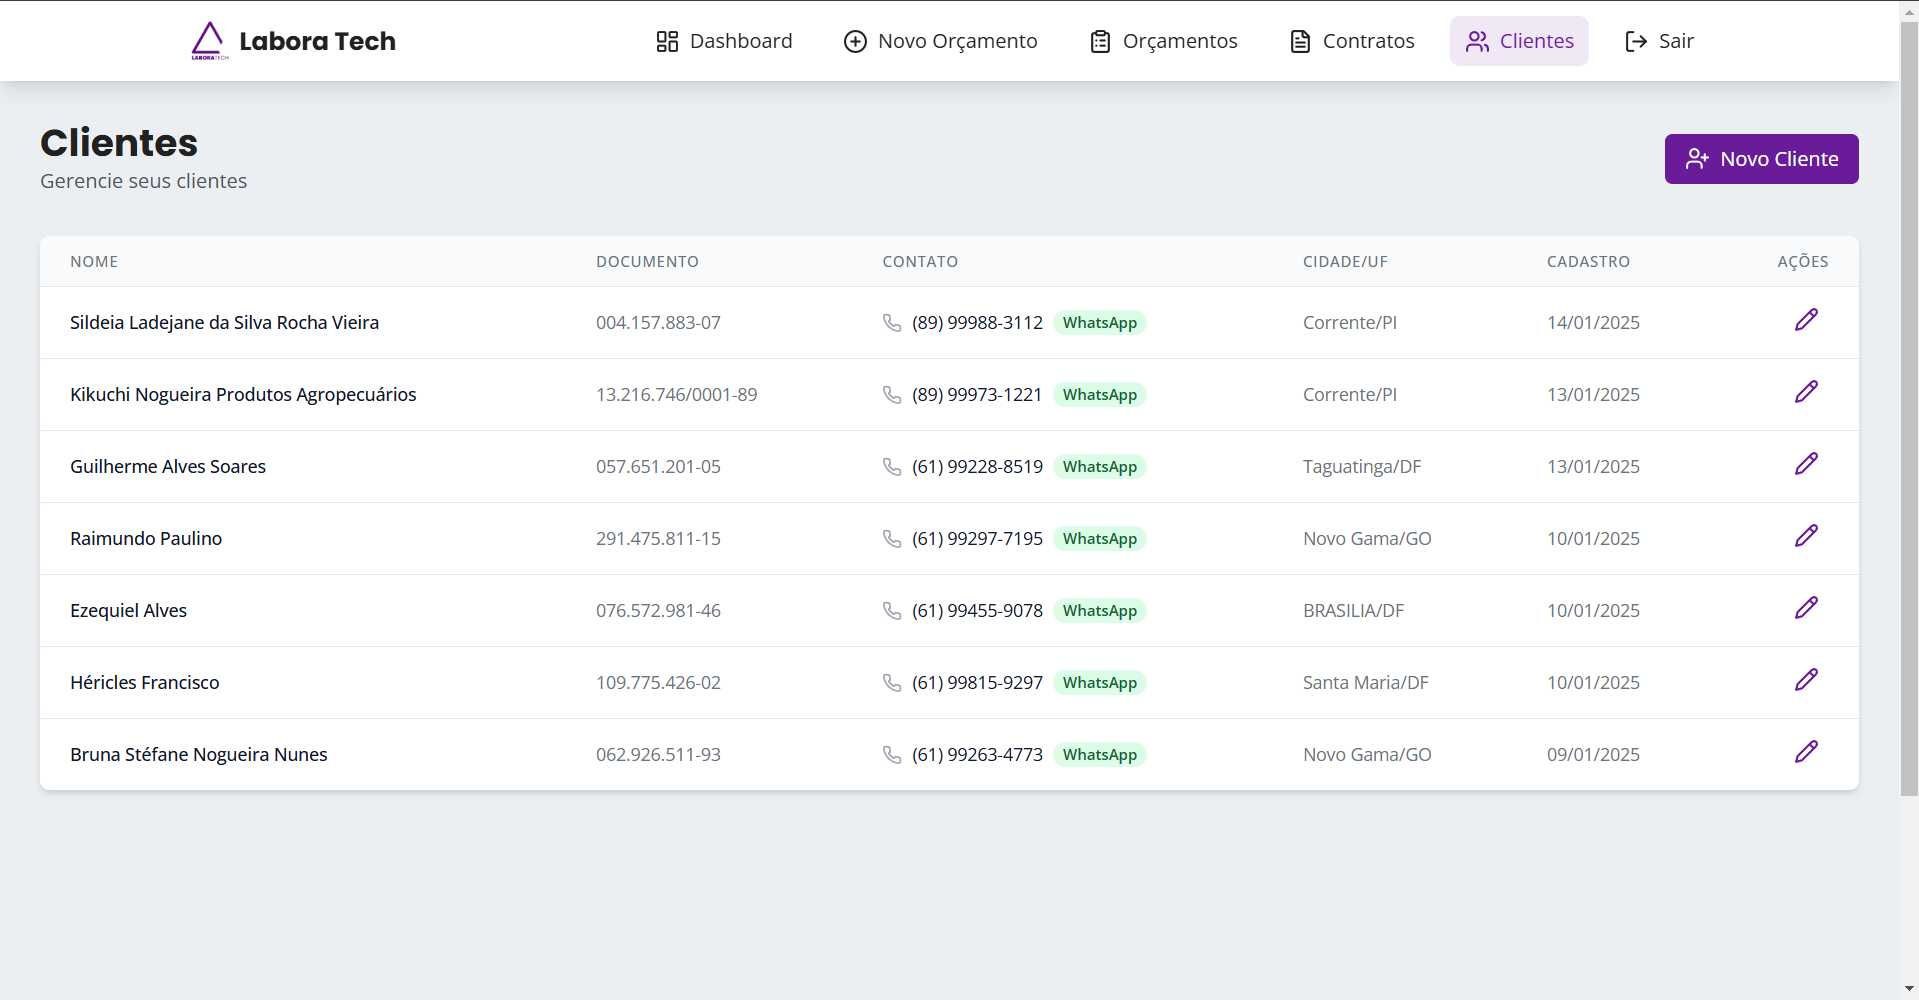 LABORATECH
Labora Tech
Dashboard
Novo Orçamento
Orçamentos
Contratos
Clientes
Sair
Clientes
Gerencie seus clientes
Novo Cliente
NOME DOCUMENTO CONTATO CIDADE/UF CADASTRO AÇÕES
Sildeia Ladejane da Silva Rocha Vieira 004.157.883-07 (89) 99988-3112 WhatsApp Corrente/PI 14/01/2025
Kikuchi Nogueira Produtos Agropecuários 13.216.746/0001-89 (89) 99973-1221 WhatsApp Corrente/PI 13/01/2025
Guilherme Alves Soares 057.651.201-05 (61) 99228-8519 WhatsApp Taguatinga/DF 13/01/2025
Raimundo Paulino 291.475.811-15 (61) 99297-7195 WhatsApp Novo Gama/GO 10/01/2025
Ezequiel Alves 076.572.981-46 (61) 99455-9078 WhatsApp BRASILIA/DF 10/01/2025
Héricles Francisco 109.775.426-02 (61) 99815-9297 WhatsApp Santa Maria/DF 10/01/2025
Bruna Stéfane Nogueira Nunes 062.926.511-93 (61) 99263-4773 WhatsApp Novo Gama/GO 09/01/2025